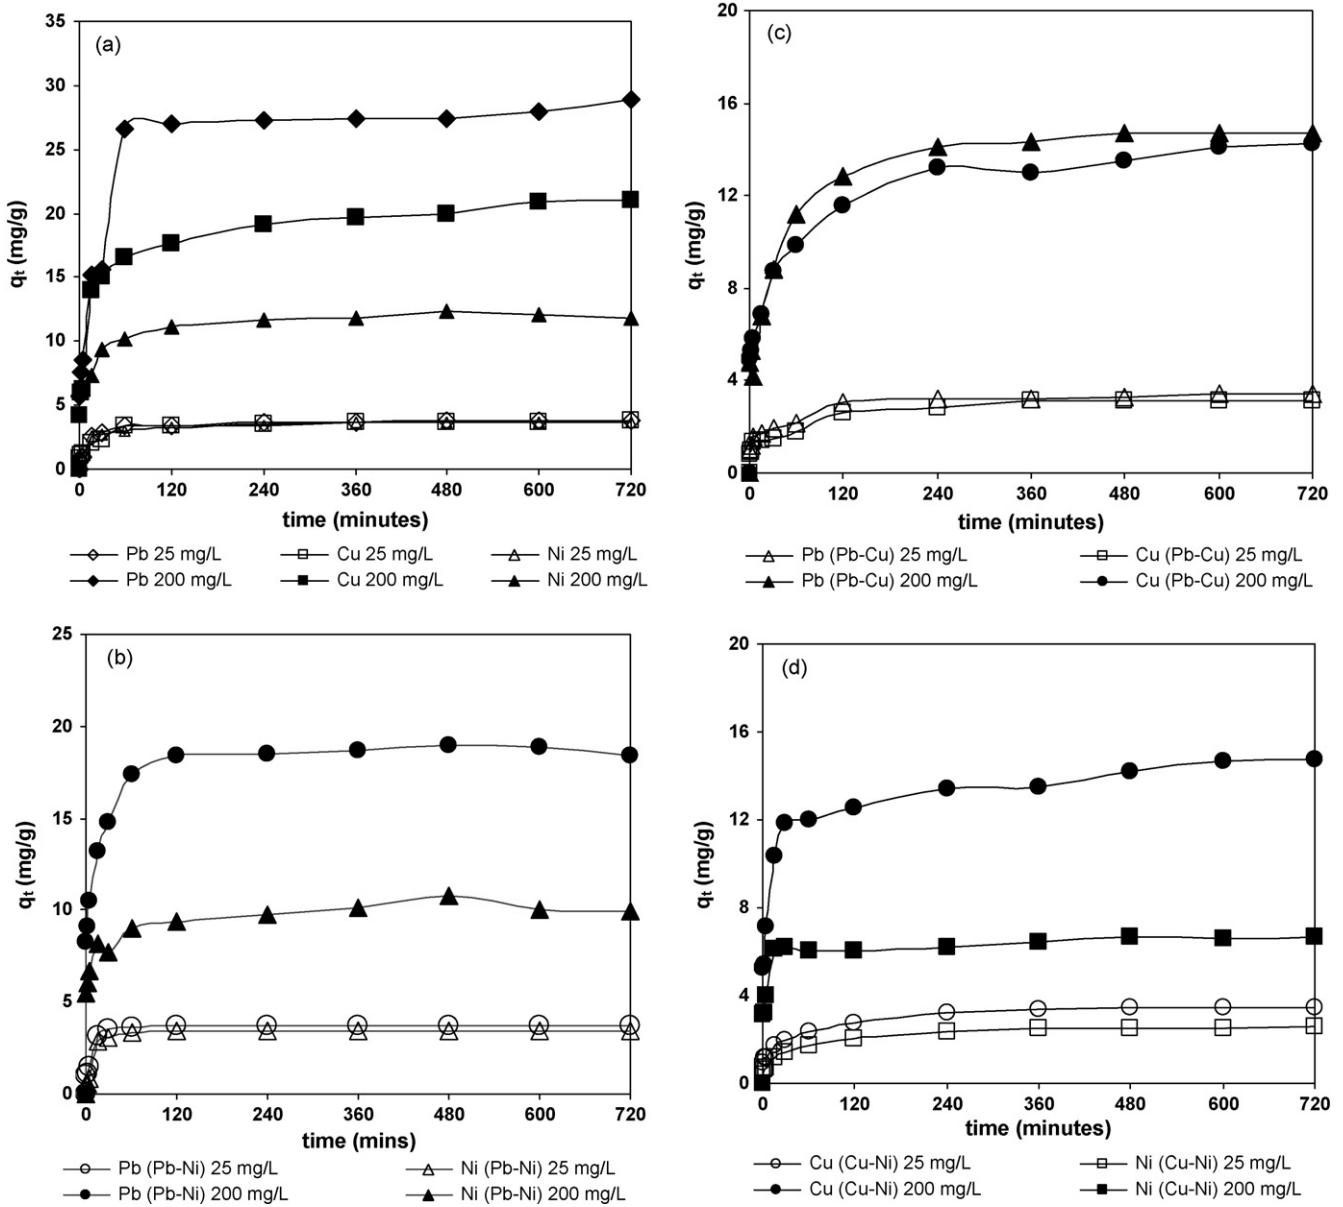 (a)
35
30
25
20
15
10
5
0
qt (mg/g)
0 120 240 360 480 600 720
time (minutes)
Pb 25 mg/L Cu 25 mg/L Ni 25 mg/L
Pb 200 mg/L Cu 200 mg/L Ni 200 mg/L
(c)
20
16
12
8
4
0
qt (mg/g)
0 120 240 360 480 600 720
time (minutes)
Pb (Pb-Cu) 25 mg/L Cu (Pb-Cu) 25 mg/L
Pb (Pb-Cu) 200 mg/L Cu (Pb-Cu) 200 mg/L
(b)
25
20
15
10
5
0
qt (mg/g)
0 120 240 360 480 600 720
time (mins)
Pb (Pb-Ni) 25 mg/L Ni (Pb-Ni) 25 mg/L
Pb (Pb-Ni) 200 mg/L Ni (Pb-Ni) 200 mg/L
(d)
20
16
12
8
4
0
qt (mg/g)
0 120 240 360 480 600 720
time (minutes)
Cu (Cu-Ni) 25 mg/L Ni (Cu-Ni) 25 mg/L
Cu (Cu-Ni) 200 mg/L Ni (Cu-Ni) 200 mg/L